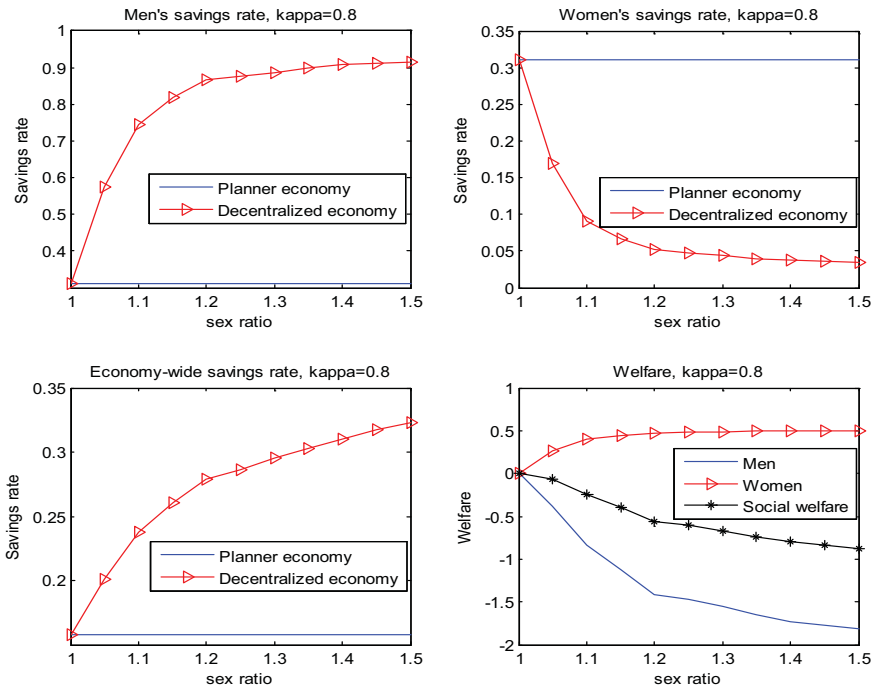 Men's savings rate, kappa=0.8
1
0.9
0.8
0.7
0.6
0.5
0.4
Savings rate
Planner economy
Decentralized economy
1 1.1 1.2 1.3 1.4 1.5
sex ratio
Women's savings rate, kappa=0.8
0.35
0.3
0.25
0.2
0.15
0.1
0.05
0
Savings rate
Planner economy
Decentralized economy
1 1.1 1.2 1.3 1.4 1.5
sex ratio
Economy-wide savings rate, kappa=0.8
0.35
0.3
0.25
0.2
Savings rate
Planner economy
Decentralized economy
1 1.1 1.2 1.3 1.4 1.5
sex ratio
Welfare, kappa=0.8
1
0.5
0
-0.5
-1
-1.5
-2
Welfare
Men
Women
Social welfare
1 1.1 1.2 1.3 1.4 1.5
sex ratio